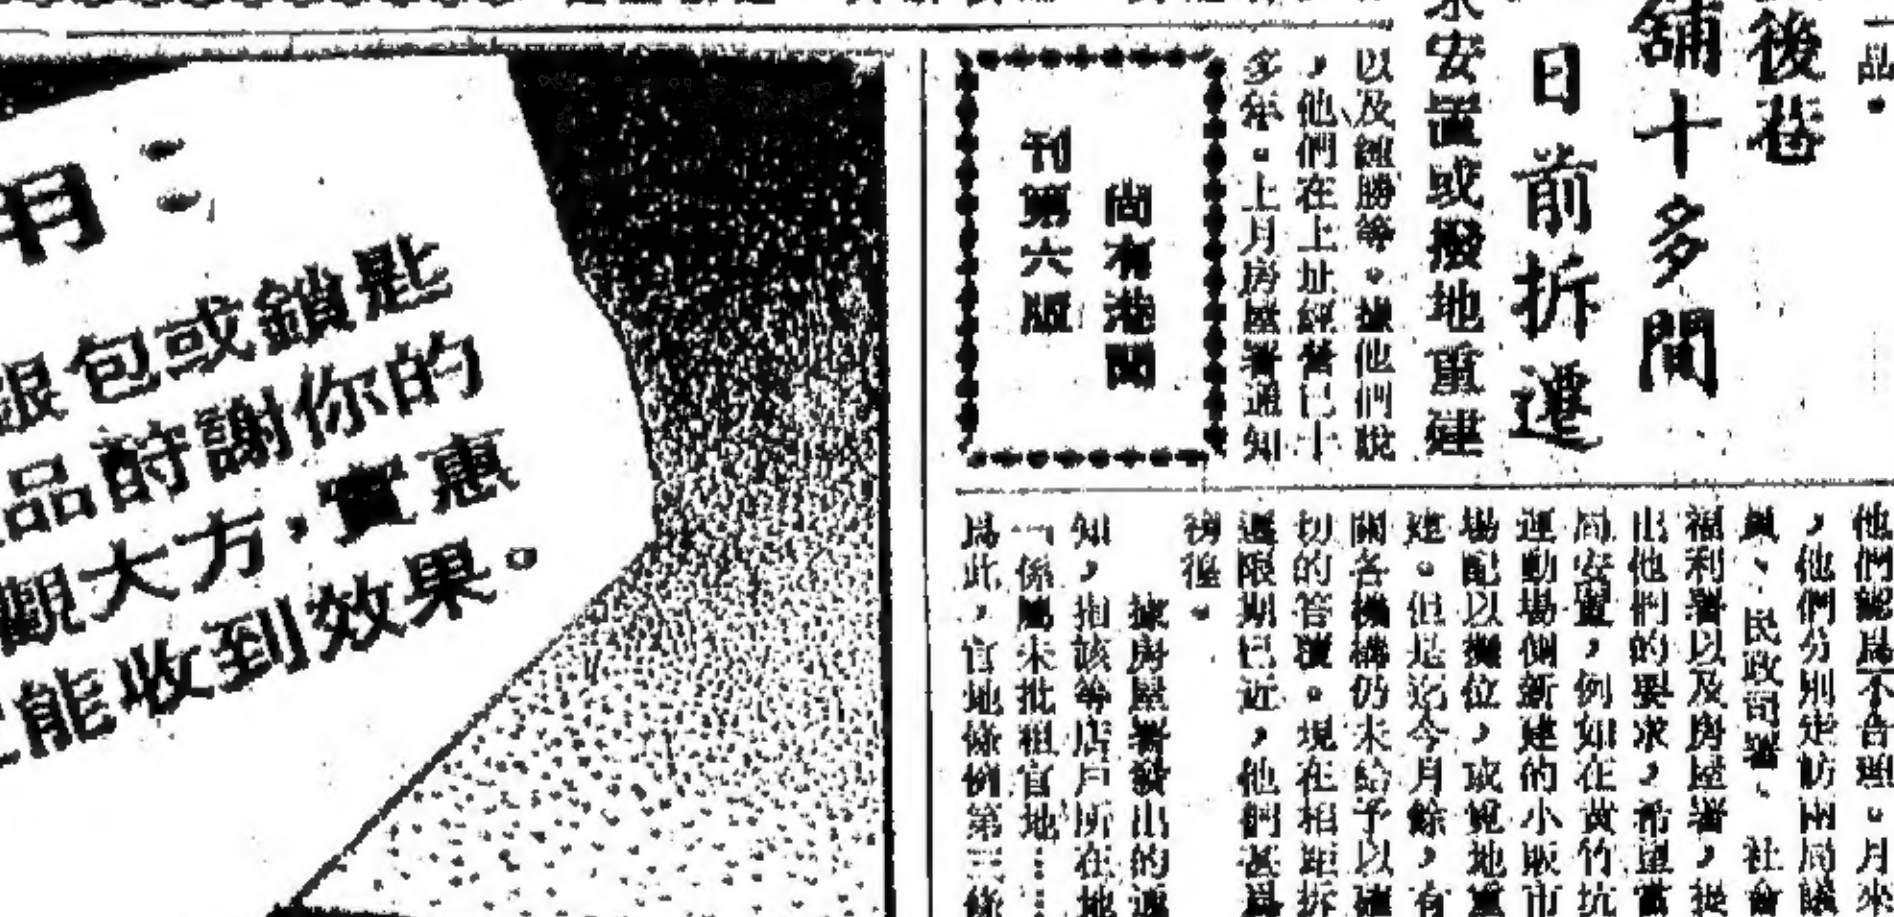 品。
後巷
舖十多間
日前拆遷
安置或撥地重建
以及鐘勝等。據他們說
，他們在上址經營已十
多年。上月房屋署通知
尚有港聞
刊第六版
他們認爲不合理。月來
，他們分別走訪兩局議
員、民政司署、社會
福利署以及房屋署，提
出他們的要求，希望當
局安置，例如在黃竹坑
運動場側新建的小販市
場配以攤位，或覓地重
建。但是迄今月餘，有
關各機構仍未給予以確
切的答覆。現在相距拆
遷限期已近，他們甚爲
徬徨。
據房屋署發出的通
知，指該等店戶所在地
「係屬未批租官地……
爲此，官地條例第三條
用：
銀包或鎖匙
品酧謝你的
觀大方，實惠
能收到效果。